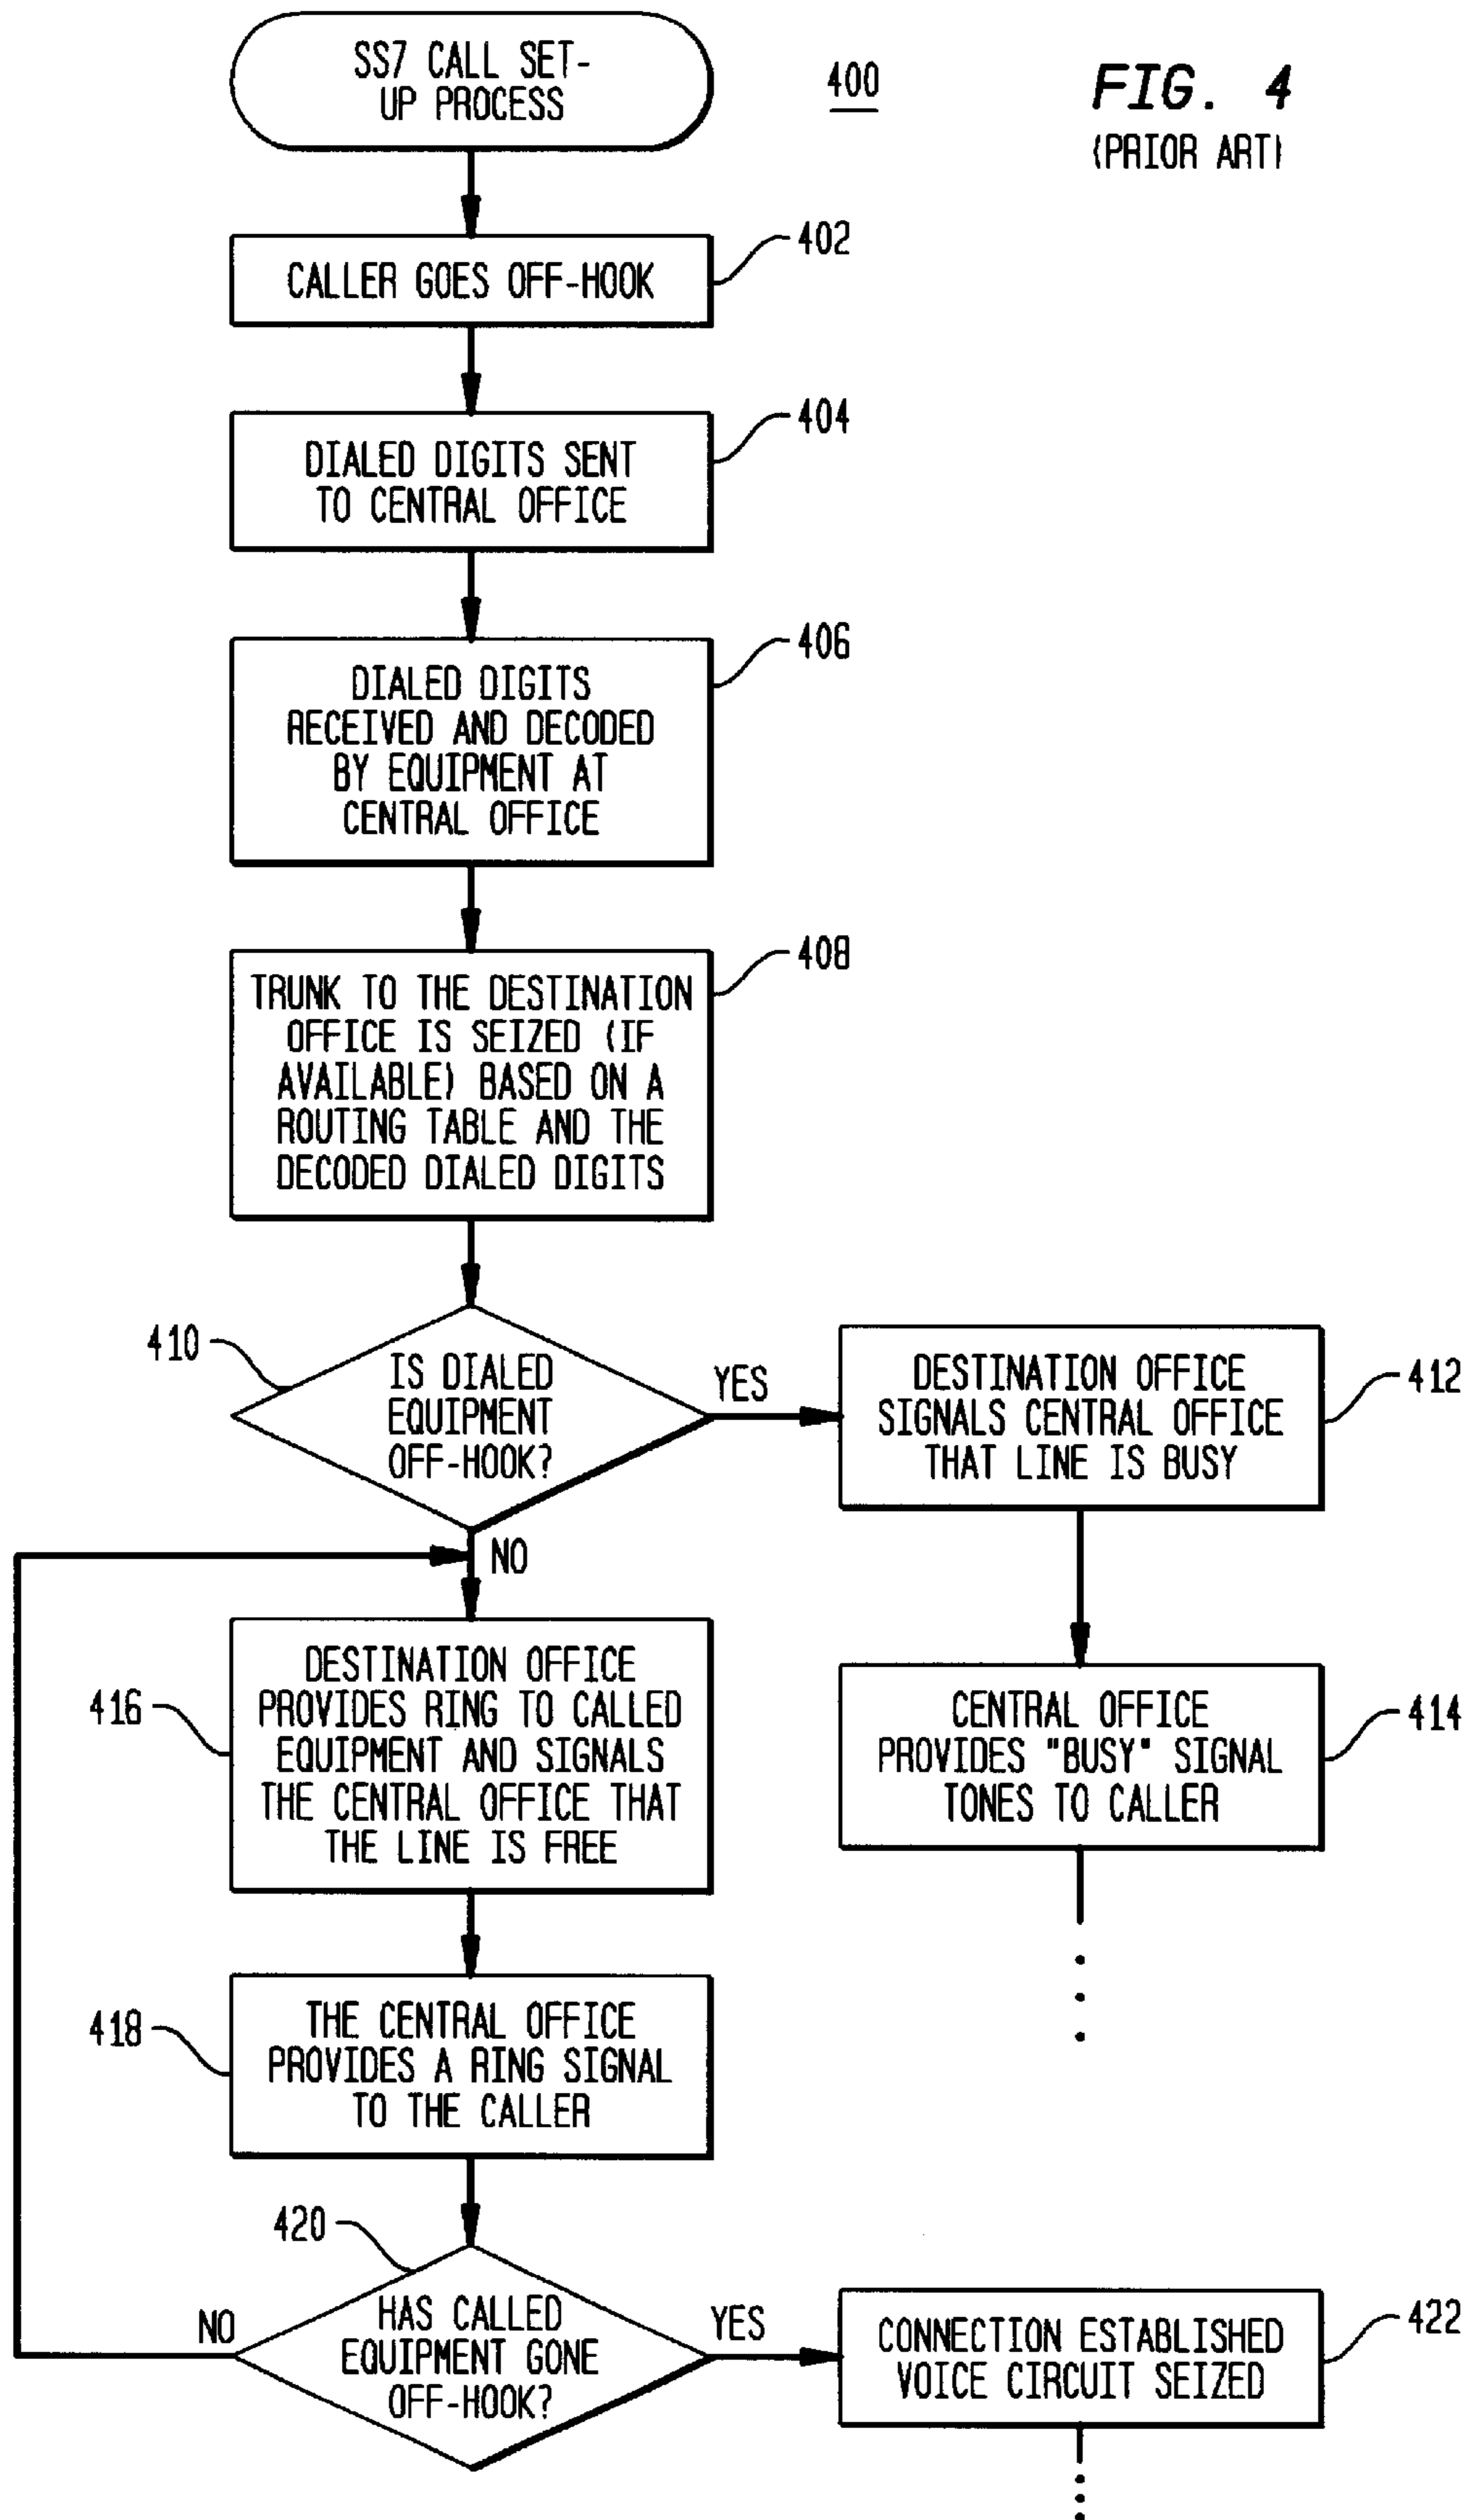 SS7 CALL SET-
UP PROCESS
400
FIG. 4
(PRIOR ART)
402
CALLER GOES OFF-HOOK
404
DIALED DIGITS SENT
TO CENTRAL OFFICE
406
DIALED DIGITS
RECEIVED AND DECODED
BY EQUIPMENT AT
CENTRAL OFFICE
408
TRUNK TO THE DESTINATION
OFFICE IS SEIZED (IF
AVAILABLE) BASED ON A
ROUTING TABLE AND THE
DECODED DIALED DIGITS
410
IS DIALED
EQUIPMENT
OFF-HOOK?
YES
DESTINATION OFFICE
SIGNALS CENTRAL OFFICE
THAT LINE IS BUSY
412
NO
416
DESTINATION OFFICE
PROVIDES RING TO CALLED
EQUIPMENT AND SIGNALS
THE CENTRAL OFFICE THAT
THE LINE IS FREE
CENTRAL OFFICE
PROVIDES "BUSY" SIGNAL
TONES TO CALLER
414
418
THE CENTRAL OFFICE
PROVIDES A RING SIGNAL
TO THE CALLER
420
HAS CALLED
EQUIPMENT GONE
OFF-HOOK?
NO
YES
CONNECTION ESTABLISHED
VOICE CIRCUIT SEIZED
422